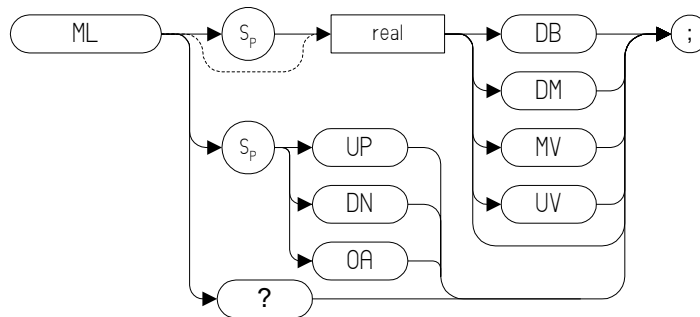 ML SP real DB ;
DM
SP UP MV
DN UV
OA
?